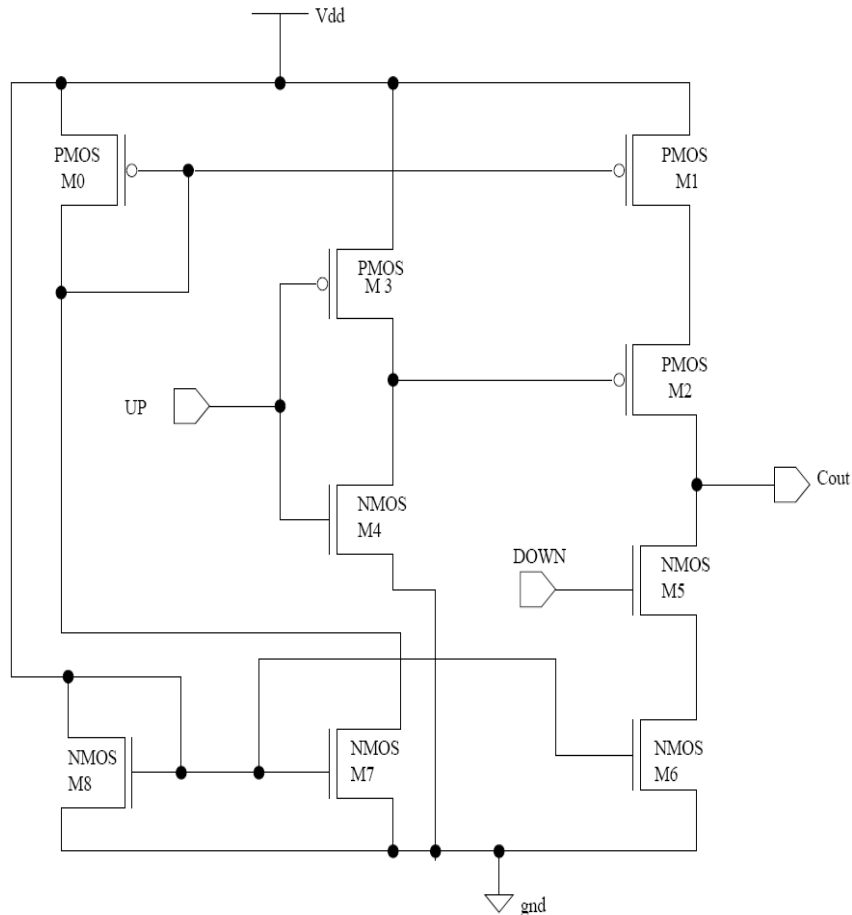 Vdd
PMOS
M0
PMOS
M1
PMOS
M 3
PMOS
M2
UP
Cout
NMOS
M4
DOWN
NMOS
M5
NMOS
M8
NMOS
M7
NMOS
M6
gnd